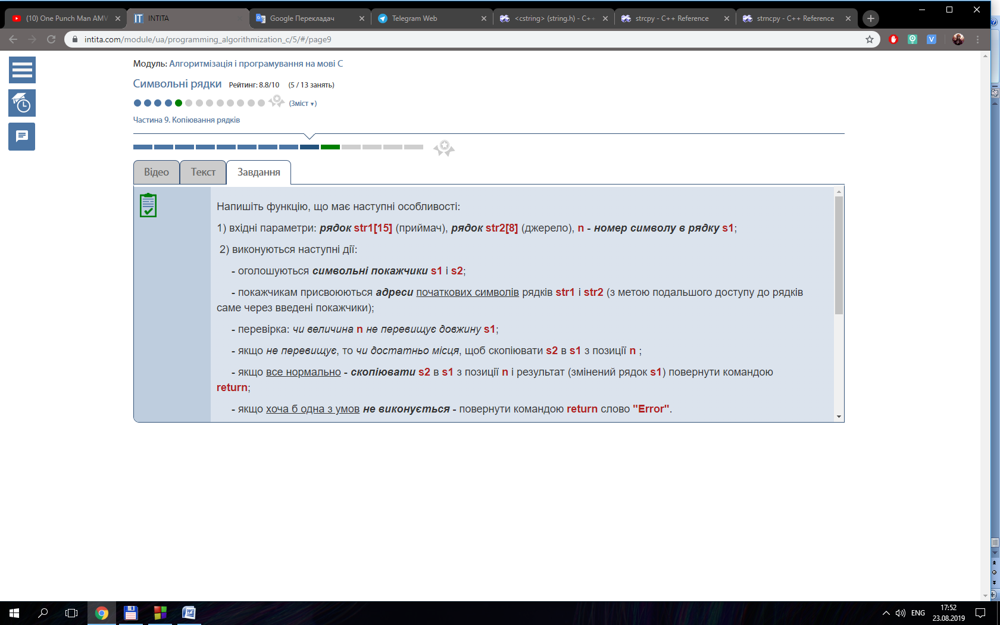 (10) One Punch Man AMV
INTITA
Google Перекладач
Telegram Web
<cstring> (string.h) - C++
strcpy - C++ Reference
strncpy - C++ Reference
intita.com/module/ua/programming_algorithmization_c/5/#/page9
Модуль: Алгоритмізація і програмування на мові С
Символьні рядки Рейтинг: 8.8/10 (5 / 13 занять)
(Зміст ▾)
Частина 9. Копіювання рядків
Відео Текст Завдання
Напишіть функцію, що має наступні особливості:
1) вхідні параметри: рядок str1[15] (приймач), рядок str2[8] (джерело), n - номер символу в рядку s1;
2) виконуються наступні дії:
- оголошуються символьні покажчики s1 і s2;
- покажчикам присвоюються адреси початкових символів рядків str1 і str2 (з метою подальшого доступу до рядків
саме через введені покажчики);
- перевірка: чи величина n не перевищує довжину s1;
- якщо не перевищує, то чи достатньо місця, щоб скопіювати s2 в s1 з позиції n ;
- якщо все нормально - скопіювати s2 в s1 з позиції n і результат (змінений рядок s1) повернути командою
return;
- якщо хоча б одна з умов не виконується - повернути командою return слово "Error".
ENG
17:52
23.08.2019